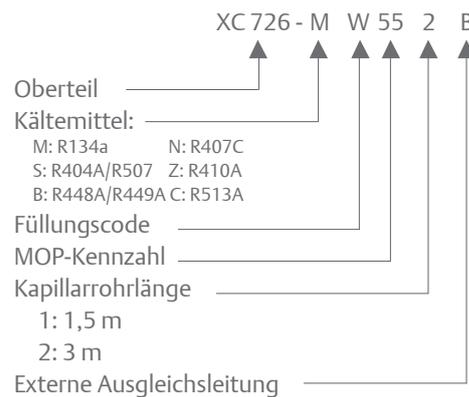 XC 726 - M W 55 2 B
Oberteil
Kältemittel:
M: R134a N: R407C
S: R404A/R507 Z: R410A
B: R448A/R449A C: R513A
Füllungscode
MOP-Kennzahl
Kapillarrohrlänge
1: 1,5 m
2: 3 m
Externe Ausgleichsleitung